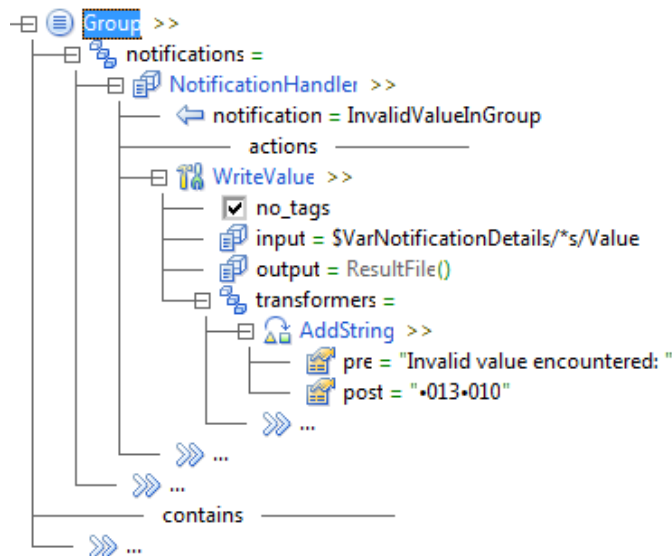 Group >>
notifications =
NotificationHandler >>
notification = InvalidValueInGroup
actions
WriteValue >>
no_tags
input = $VarNotificationDetails/*s/Value
output = ResultFile()
transformers =
AddString >>
pre = "Invalid value encountered: "
post = "•013•010"
...
...
...
contains
...